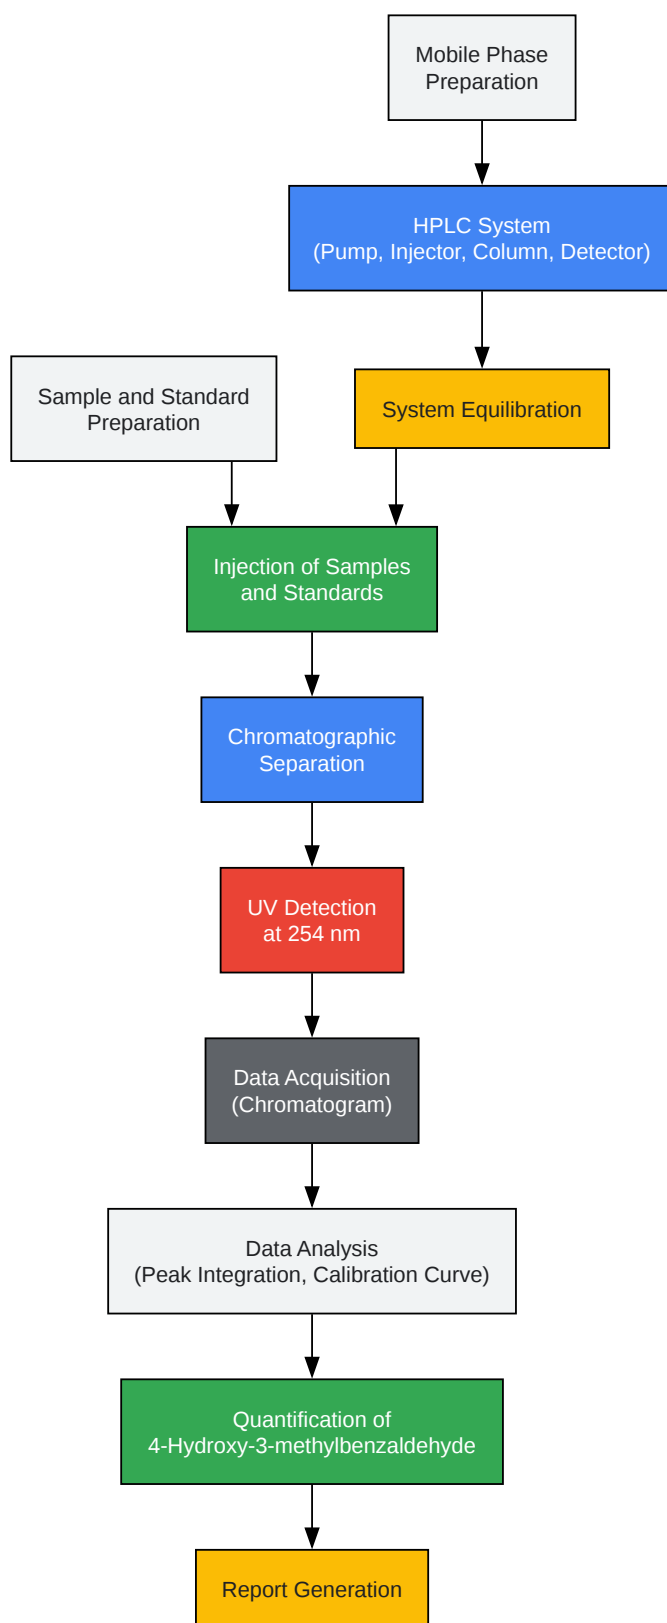 Mobile Phase
Preparation
HPLC System
(Pump, Injector, Column, Detector)
Sample and Standard
Preparation
System Equilibration
Injection of Samples
and Standards
Chromatographic
Separation
UV Detection
at 254 nm
Data Acquisition
(Chromatogram)
Data Analysis
(Peak Integration, Calibration Curve)
Quantification of
4-Hydroxy-3-methylbenzaldehyde
Report Generation